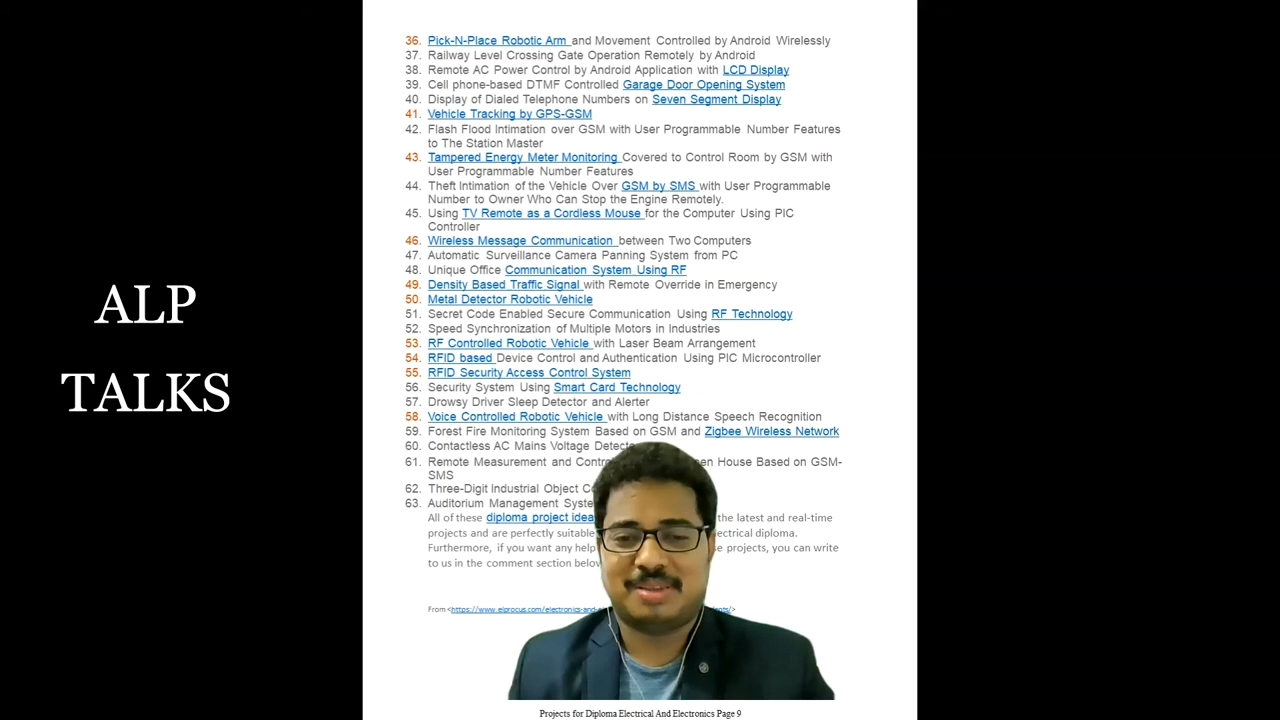 ALP
TALKS
36. Pick-N-Place Robotic Arm and Movement Controlled by Android Wirelessly
37. Railway Level Crossing Gate Operation Remotely by Android
38. Remote AC Power Control by Android Application with LCD Display
39. Cell phone-based DTMF Controlled Garage Door Opening System
40. Display of Dialed Telephone Numbers on Seven Segment Display
41. Vehicle Tracking by GPS-GSM
42. Flash Flood Intimation over GSM with User Programmable Number Features
to The Station Master
43. Tampered Energy Meter Monitoring Covered to Control Room by GSM with
User Programmable Number Features
44. Theft Intimation of the Vehicle Over GSM by SMS with User Programmable
Number to Owner Who Can Stop the Engine Remotely.
45. Using TV Remote as a Cordless Mouse for the Computer Using PIC
Controller
46. Wireless Message Communication between Two Computers
47. Automatic Surveillance Camera Panning System from PC
48. Unique Office Communication System Using RF
49. Density Based Traffic Signal with Remote Override in Emergency
50. Metal Detector Robotic Vehicle
51. Secret Code Enabled Secure Communication Using RF Technology
52. Speed Synchronization of Multiple Motors in Industries
53. RF Controlled Robotic Vehicle with Laser Beam Arrangement
54. RFID based Device Control and Authentication Using PIC Microcontroller
55. RFID Security Access Control System
56. Security System Using Smart Card Technology
57. Drowsy Driver Sleep Detector and Alerter
58. Voice Controlled Robotic Vehicle with Long Distance Speech Recognition
59. Forest Fire Monitoring System Based on GSM and Zigbee Wireless Network
60. Contactless AC Mains Voltage
61. Remote Measurement and House Based on GSM-
SMS
62. Three-Digit Industrial Object
63. Auditorium Management
All of these diploma project the latest and real-time
projects and are perfectly suitable diploma.
Furthermore, if you want any help projects, you can write
to us in the comment section
From
Projects for Diploma Electrical And Electronics Page 9